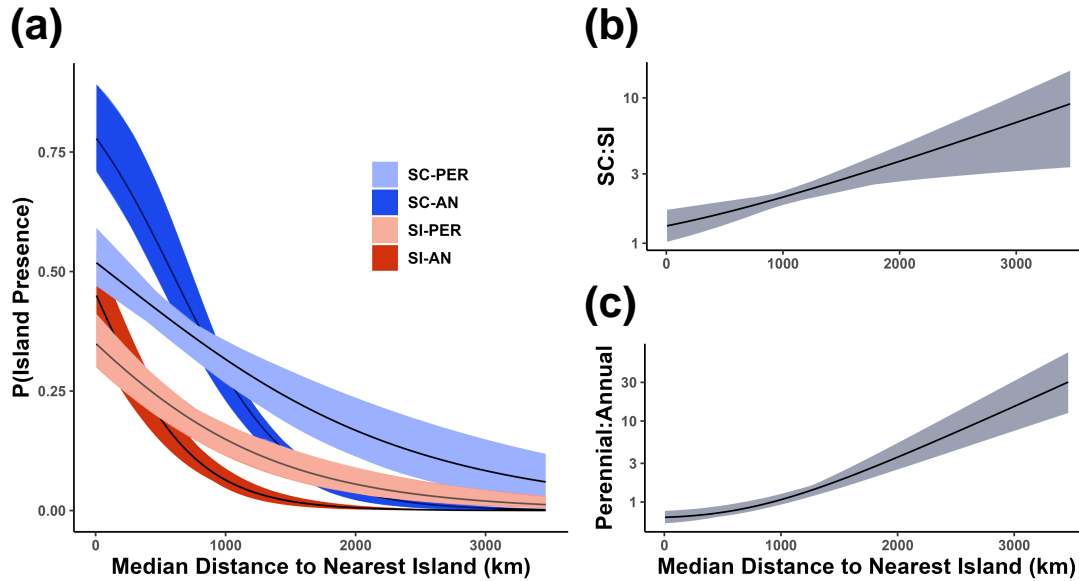 (a)
P(Island Presence)
0.75
0.50
0.25
0.00
SC-PER
SC-AN
SI-PER
SI-AN
0 1000 2000 3000
Median Distance to Nearest Island (km)
(b)
SC:SI
10
3
1
0 1000 2000 3000
(c)
Perennial:Annual
30
10
3
1
0 1000 2000 3000
Median Distance to Nearest Island (km)